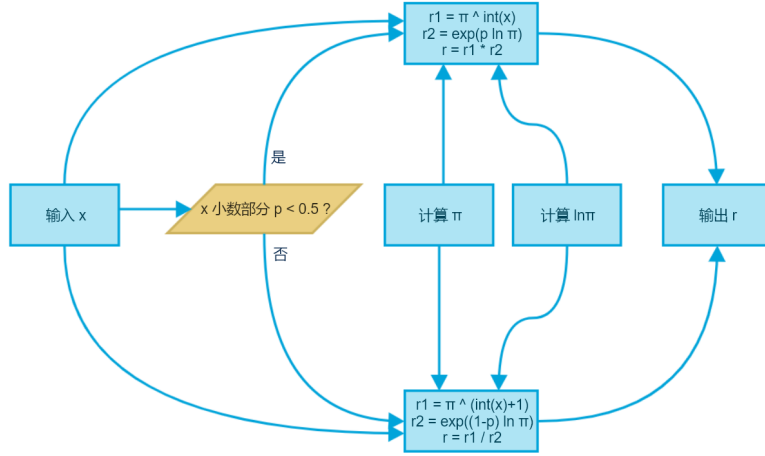 r1 = π ^ int(x)
r2 = exp(p ln π)
r = r1 * r2
是
输入 x
x 小数部分 p < 0.5 ?
计算 π
计算 lnπ
输出 r
否
r1 = π ^ (int(x)+1)
r2 = exp((1-p) ln π)
r = r1 / r2